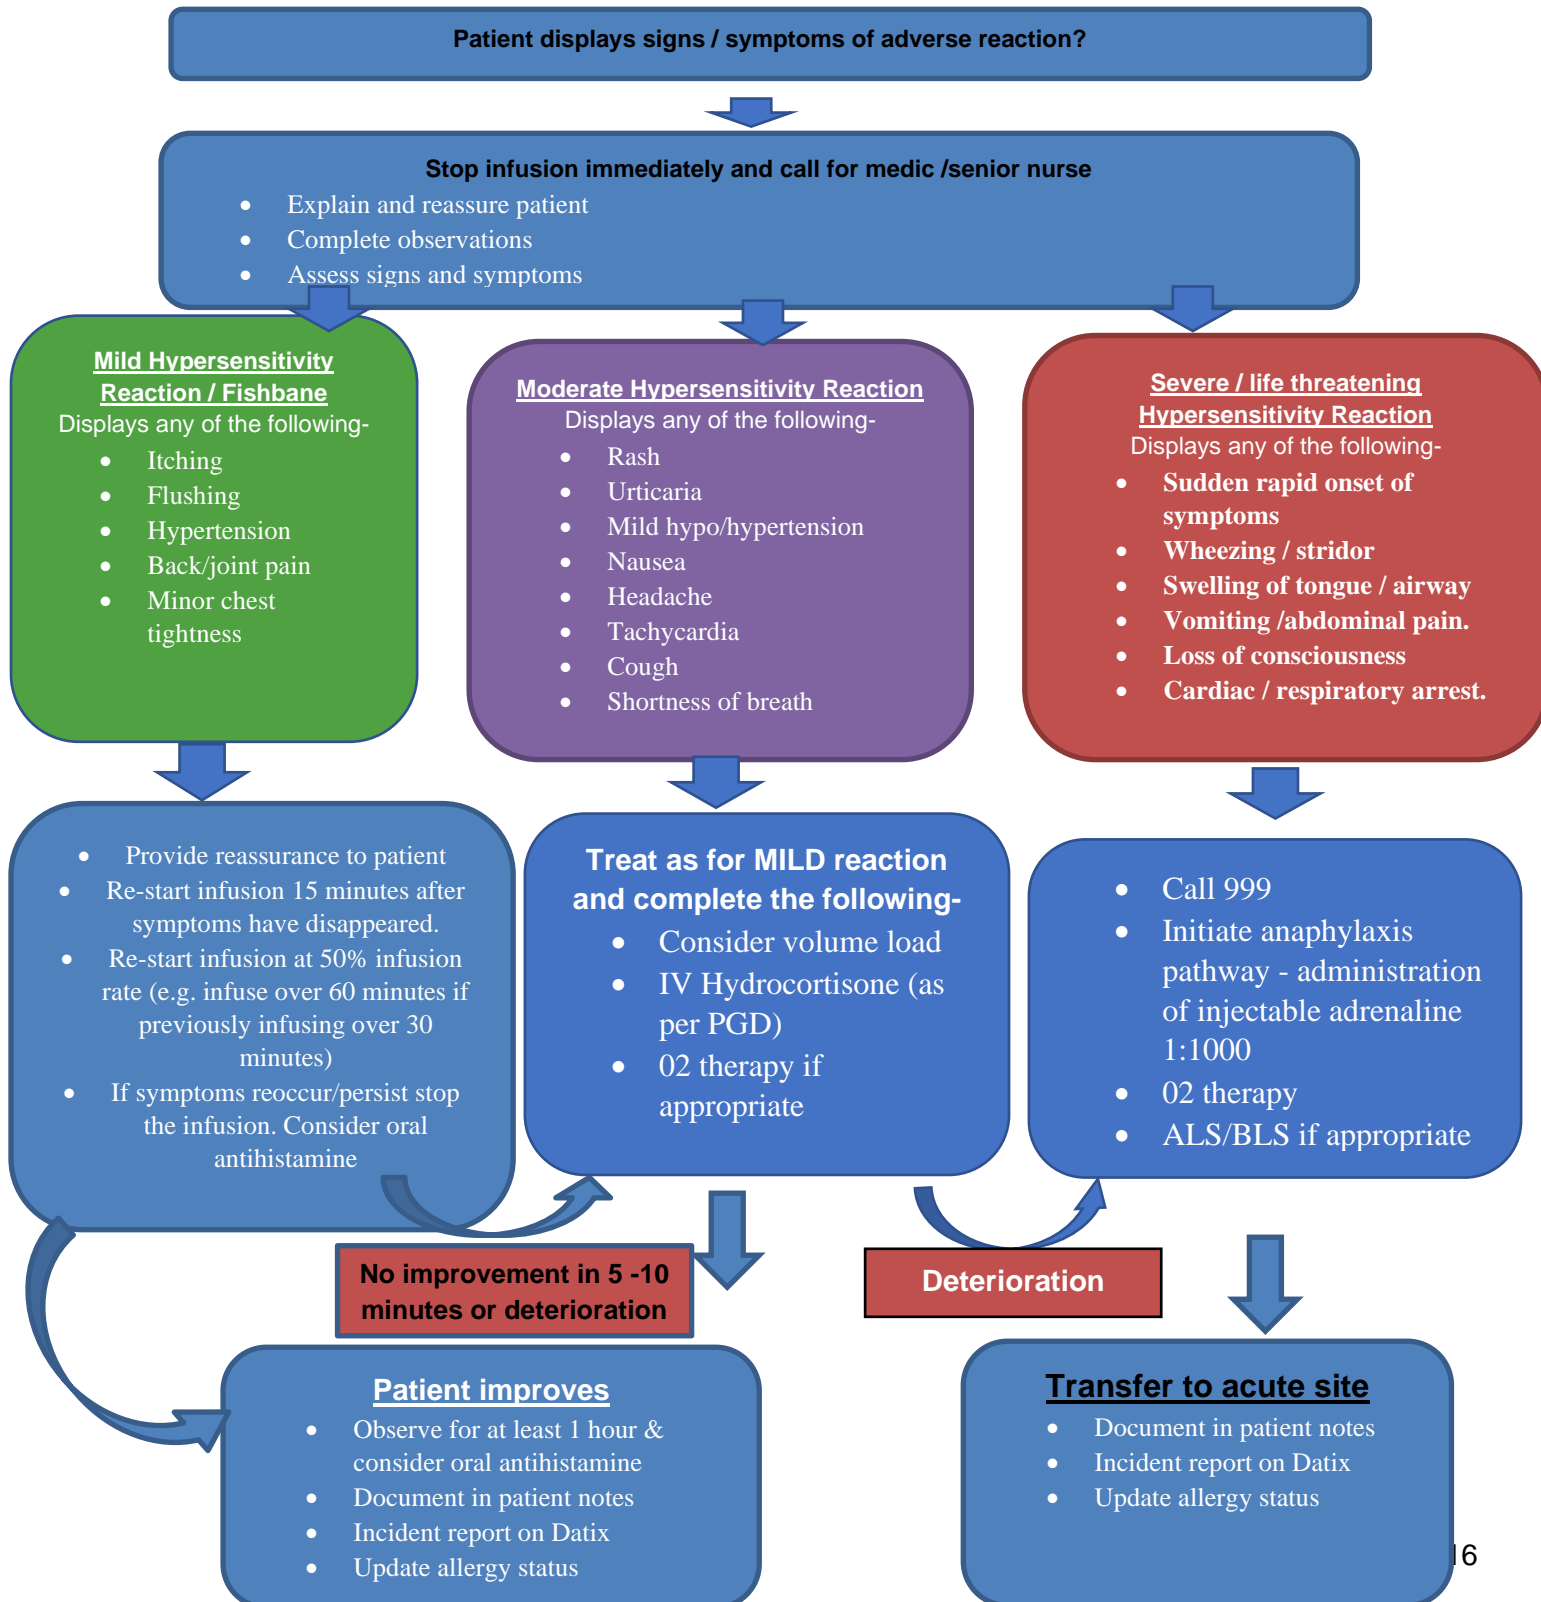 Patient displays signs / symptoms of adverse reaction?
Stop infusion immediately and call for medic /senior nurse
• Explain and reassure patient
• Complete observations
• Assess signs and symptoms
Mild Hypersensitivity
Reaction / Fishbane
Displays any of the following-
• Itching
• Flushing
• Hypertension
• Back/joint pain
• Minor chest
tightness
Moderate Hypersensitivity Reaction
Displays any of the following-
• Rash
• Urticaria
• Mild hypo/hypertension
• Nausea
• Headache
• Tachycardia
• Cough
• Shortness of breath
Severe / life threatening
Hypersensitivity Reaction
Displays any of the following-
• Sudden rapid onset of
symptoms
• Wheezing / stridor
• Swelling of tongue / airway
• Vomiting /abdominal pain.
• Loss of consciousness
• Cardiac / respiratory arrest.
• Provide reassurance to patient
• Re-start infusion 15 minutes after
symptoms have disappeared.
• Re-start infusion at 50% infusion
rate (e.g. infuse over 60 minutes if
previously infusing over 30
minutes)
• If symptoms reoccur/persist stop
the infusion. Consider oral
antihistamine
Treat as for MILD reaction
and complete the following-
• Consider volume load
• IV Hydrocortisone (as
per PGD)
• 02 therapy if
appropriate
• Call 999
• Initiate anaphylaxis
pathway - administration
of injectable adrenaline
1:1000
• 02 therapy
• ALS/BLS if appropriate
No improvement in 5 -10
minutes or deterioration
Deterioration
Patient improves
• Observe for at least 1 hour &
consider oral antihistamine
• Document in patient notes
• Incident report on Datix
• Update allergy status
Transfer to acute site
• Document in patient notes
• Incident report on Datix
• Update allergy status
16